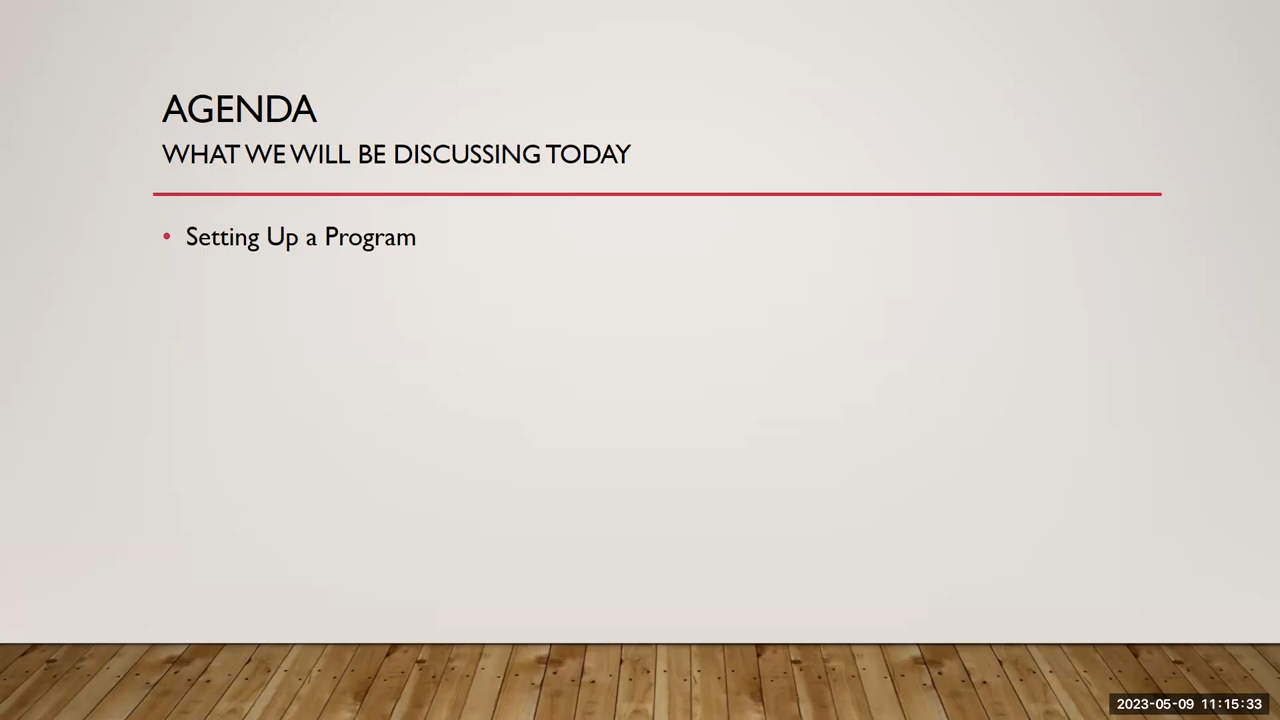 AGENDA
WHAT WE WILL BE DISCUSSING TODAY
• Setting Up a Program
2023-05-09 11:15:33